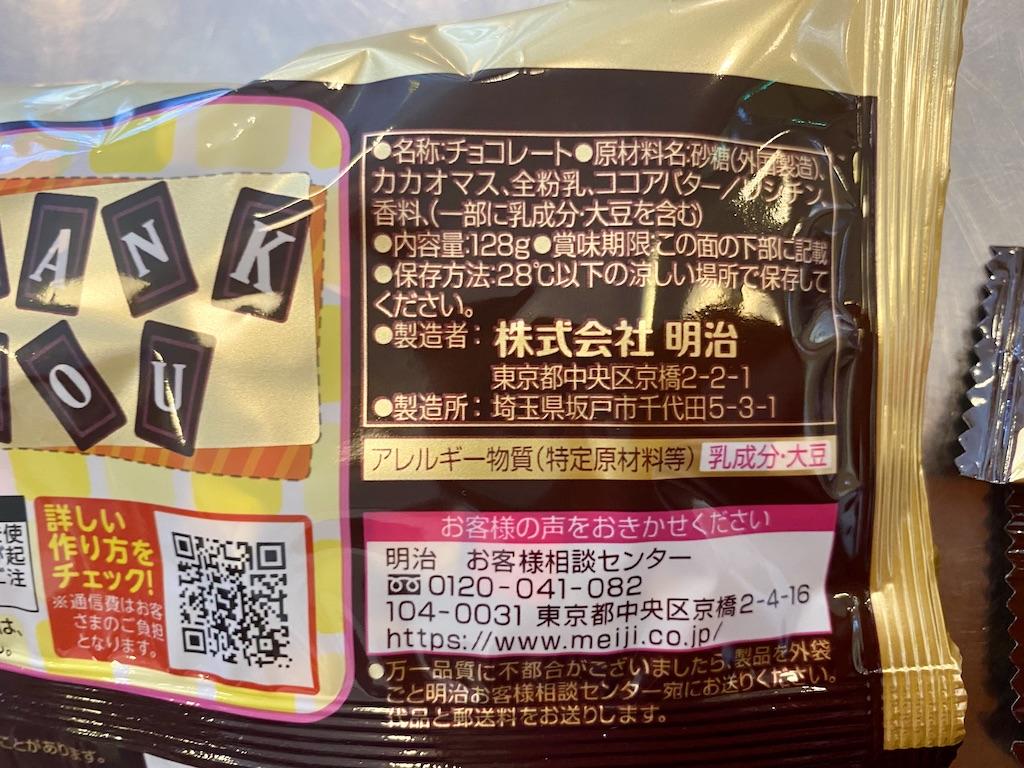 ANK
OU
詳しい
作り方を
チェック!
※通信費はお客
さまのご負担
となります。
ことがあります。
●名称:チョコレート●原材料名:砂糖(外国製造)、
カカオマス、全粉乳、ココアバター/レシチン、
香料、(一部に乳成分・大豆を含む)
●内容量:128g●賞味期限:この面の下部に記載
●保存方法:28℃以下の涼しい場所で保存して
ください。
●製造者: 株式会社 明治
東京都中央区京橋2-2-1
●製造所:埼玉県坂戸市千代田5-3-1
アレルギー物質(特定原材料等) 乳成分・大豆
お客様の声をおきかせください
明治 お客様相談センター
0120-041-082
104-0031 東京都中央区京橋2-4-16
https://www.meiji.co.jp/
●万一品質に不都合がございましたら、製品を外袋
ごと明治お客様相談センター宛にお送りください。
代品と郵送料をお送りします。